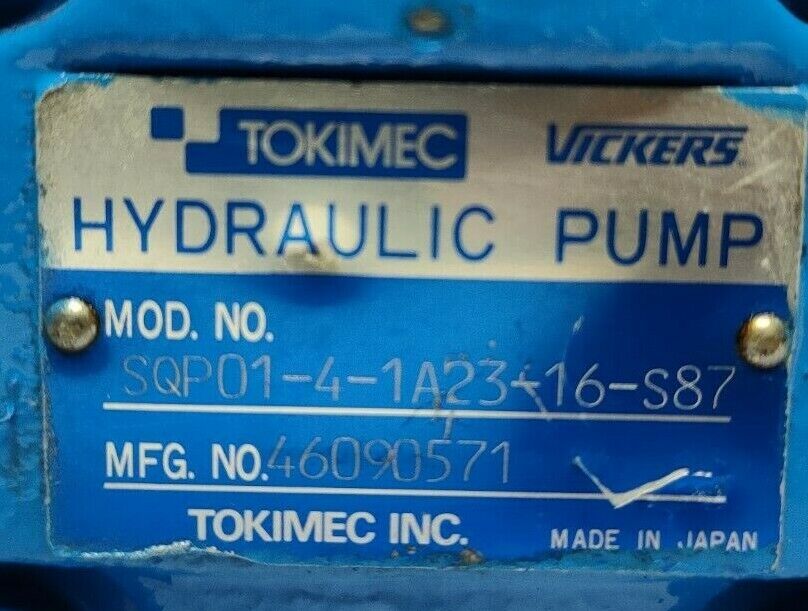 TOKIMEC VICKERS
HYDRAULIC PUMP
MOD. NO.
SQP01-4-1A23-16-S87
MFG. NO. 46090571
TOKIMEC INC. MADE IN JAPAN